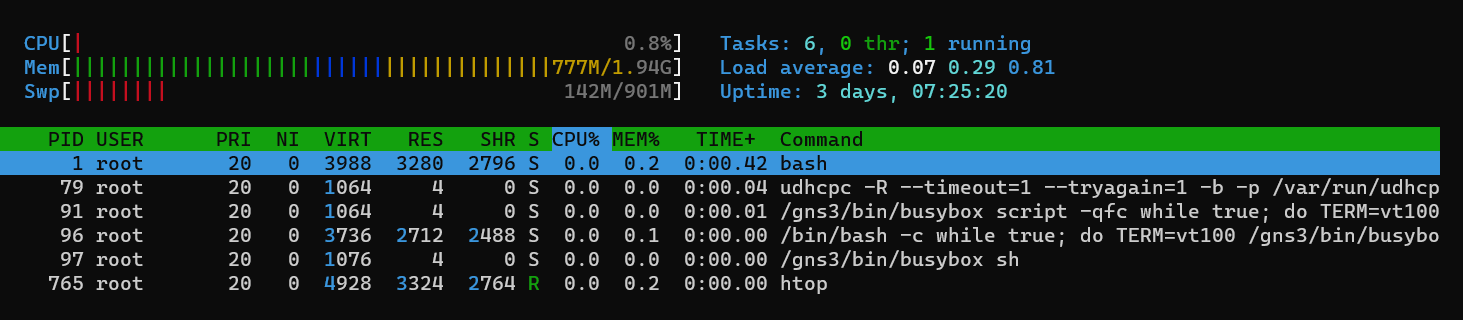 CPU[| 0.8%] Tasks: 6, 0 thr; 1 running
Mem[||||||||||||||||||||||||||||||||||||||||777M/1.94G] Load average: 0.07 0.29 0.81
Swp[|||||||| 142M/901M] Uptime: 3 days, 07:25:20
PID USER PRI NI VIRT RES SHR S CPU% MEM% TIME+ Command
1 root 20 0 3988 3280 2796 S 0.0 0.2 0:00.42 bash
79 root 20 0 1064 4 0 S 0.0 0.0 0:00.04 udhcpc -R --timeout=1 --tryagain=1 -b -p /var/run/udhcp
91 root 20 0 1064 4 0 S 0.0 0.0 0:00.01 /gns3/bin/busybox script -qfc while true; do TERM=vt100
96 root 20 0 3736 2712 2488 S 0.0 0.1 0:00.00 /bin/bash -c while true; do TERM=vt100 /gns3/bin/busybo
97 root 20 0 1076 4 0 S 0.0 0.0 0:00.00 /gns3/bin/busybox sh
765 root 20 0 4928 3324 2764 R 0.0 0.2 0:00.00 htop